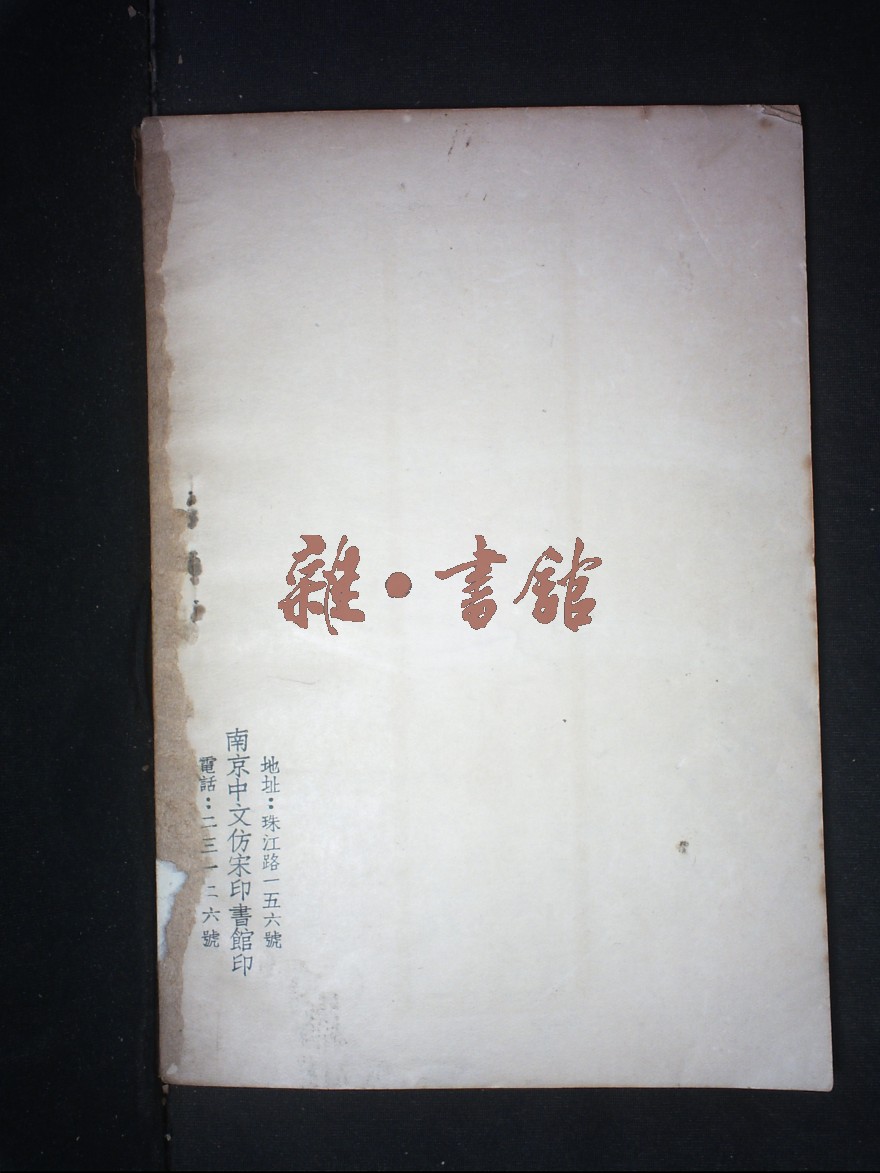 雜・書館
地址：珠江路一五六號
南京中文仿宋印書館印
電話：二三一二六號